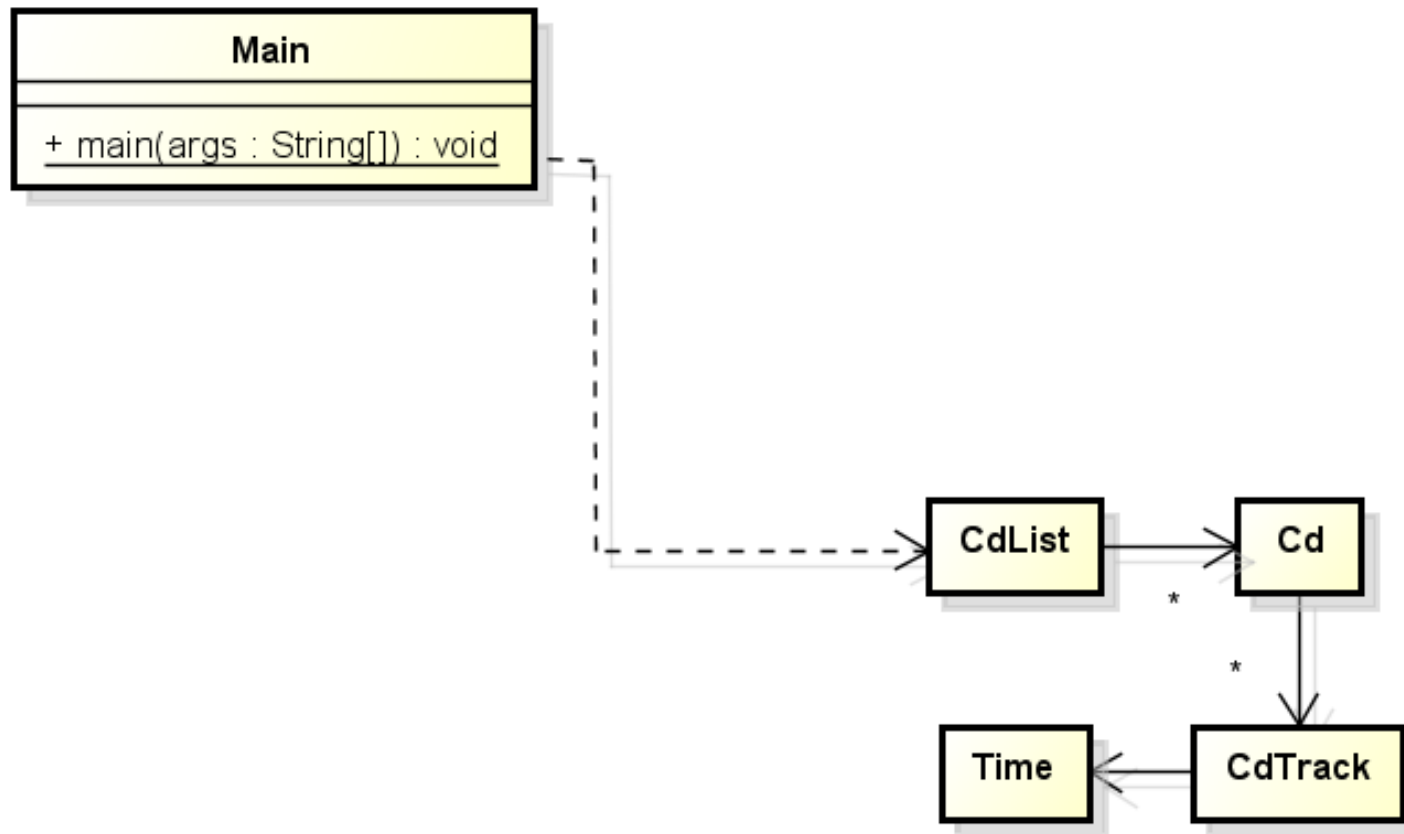 Main
+ main(args : String[]) : void
CdList
Cd
*
*
Time
CdTrack